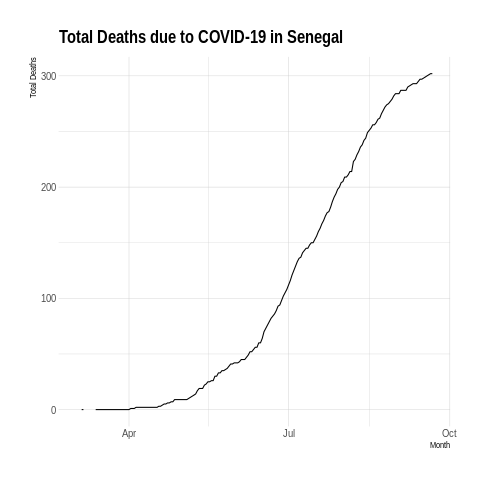 Total Deaths due to COVID-19 in Senegal
Total Deaths
300
200
100
0
Apr
Jul
Oct
Month